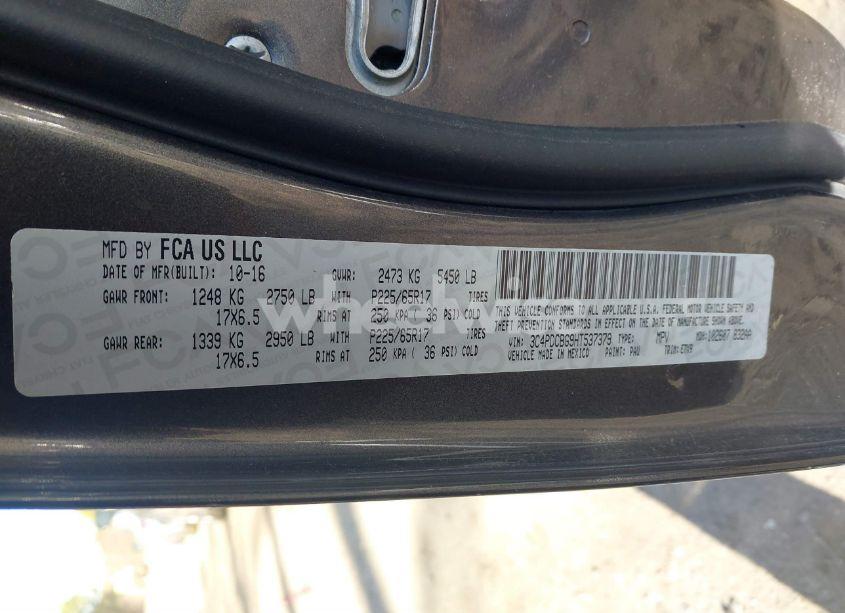 MFD BY FCA US LLC
DATE OF MFR(BUILT): 10-16 GVWR: 2473 KG 5450 LB
GAWR FRONT: 1248 KG 2750 LB WITH P225/65R17 TIRES
17X6.5 RIMS AT 250 KPA ( 36 PSI) COLD
GAWR REAR: 1339 KG 2950 LB WITH P225/65R17 TIRES
17X6.5 RIMS AT 250 KPA ( 36 PSI) COLD
THIS VEHICLE CONFORMS TO ALL APPLICABLE U.S.A. FEDERAL MOTOR VEHICLE SAFETY AND
THEFT PREVENTION STANDARDS IN EFFECT ON THE DATE OF MANUFACTURE SHOWN ABOVE.
VIN: 3C4PDCBG9HT537379 TYPE: MPV MDH: 102507 832AA
VEHICLE MADE IN MEXICO PAINT: PAU TRIM: